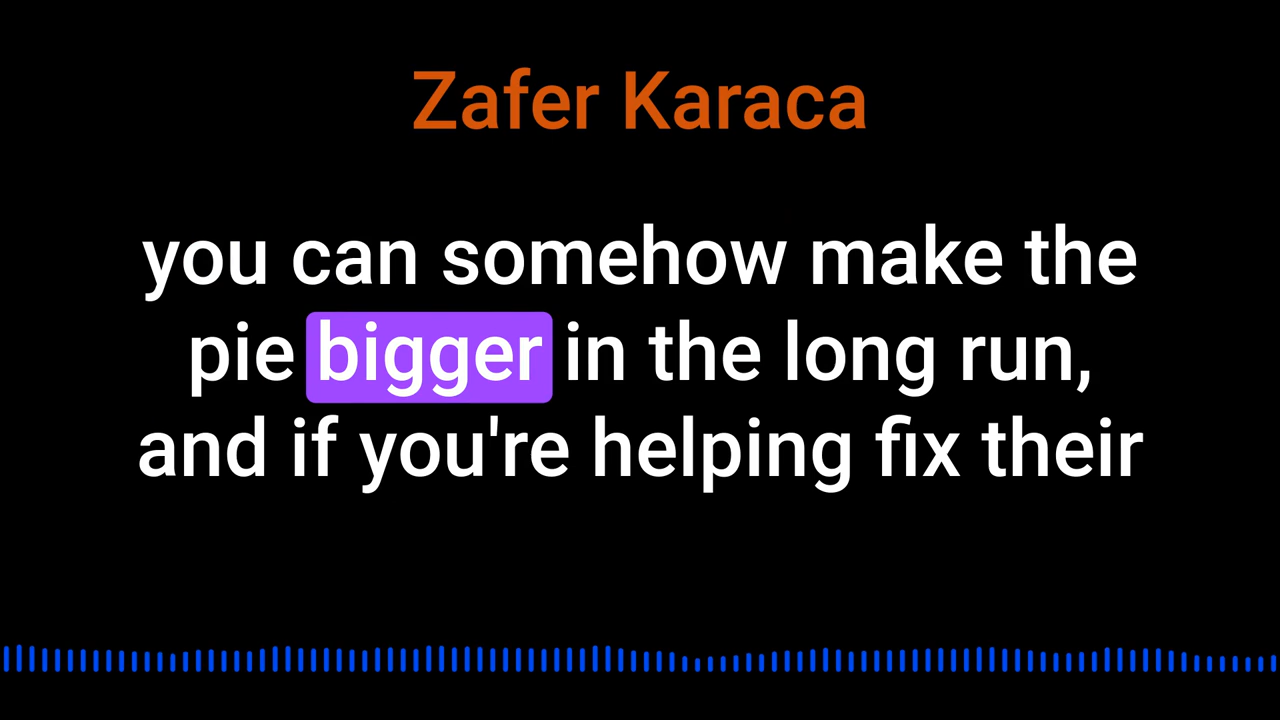 Zafer Karaca
you can somehow make the
pie bigger in the long run,
and if you're helping fix their